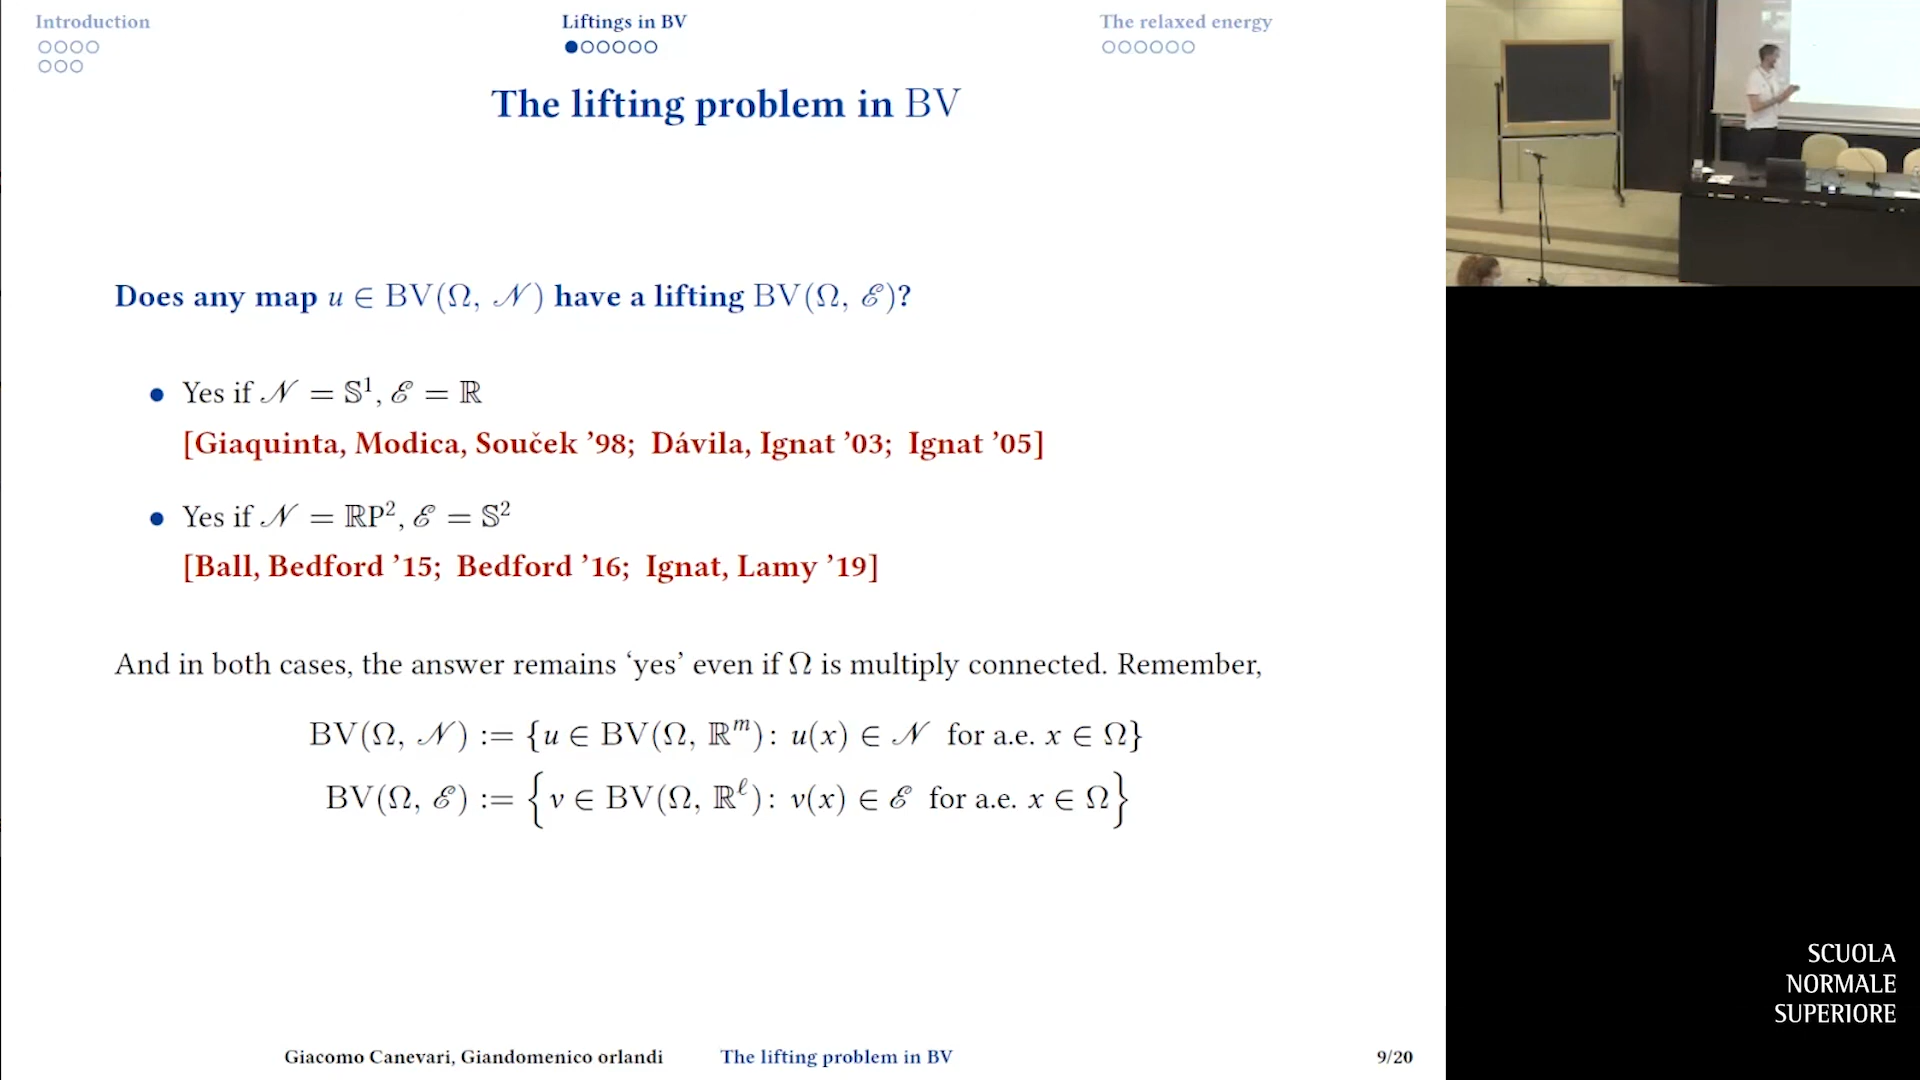 Introduction
Liftings in BV
The relaxed energy
The lifting problem in BV
Does any map u ∈ BV(Ω, 𝒩) have a lifting BV(Ω, ℰ)?
• Yes if 𝒩 = 𝕊¹, ℰ = ℝ
[Giaquinta, Modica, Souček ’98; Dávila, Ignat ’03; Ignat ’05]
• Yes if 𝒩 = ℝP², ℰ = 𝕊²
[Ball, Bedford ’15; Bedford ’16; Ignat, Lamy ’19]
And in both cases, the answer remains ‘yes’ even if Ω is multiply connected. Remember,
BV(Ω, 𝒩) := {u ∈ BV(Ω, ℝᵐ): u(x) ∈ 𝒩 for a.e. x ∈ Ω}
BV(Ω, ℰ) := {v ∈ BV(Ω, ℝ^ℓ): v(x) ∈ ℰ for a.e. x ∈ Ω}
Giacomo Canevari, Giandomenico orlandi
The lifting problem in BV
9/20
SCUOLA
NORMALE
SUPERIORE